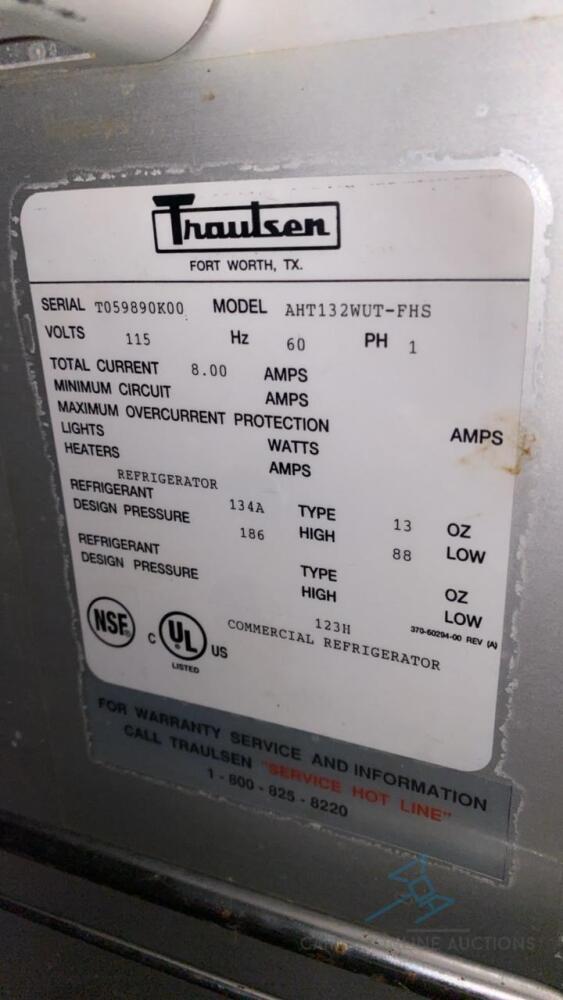 Traulsen
FORT WORTH, TX.
SERIAL T059890K00 MODEL AHT132WUT-FHS
VOLTS 115 Hz 60 PH 1
TOTAL CURRENT 8.00 AMPS
MINIMUM CIRCUIT AMPS
MAXIMUM OVERCURRENT PROTECTION AMPS
LIGHTS WATTS
HEATERS AMPS
REFRIGERATOR
REFRIGERANT 134A TYPE 13 OZ
DESIGN PRESSURE 186 HIGH 88 LOW
REFRIGERANT TYPE OZ
DESIGN PRESSURE HIGH LOW
123H 370-60294-00 REV (A)
NSF C UL US LISTED
COMMERCIAL REFRIGERATOR
FOR WARRANTY SERVICE AND INFORMATION
CALL TRAULSEN "SERVICE HOT LINE"
1-800-825-8220
AUCTIONS